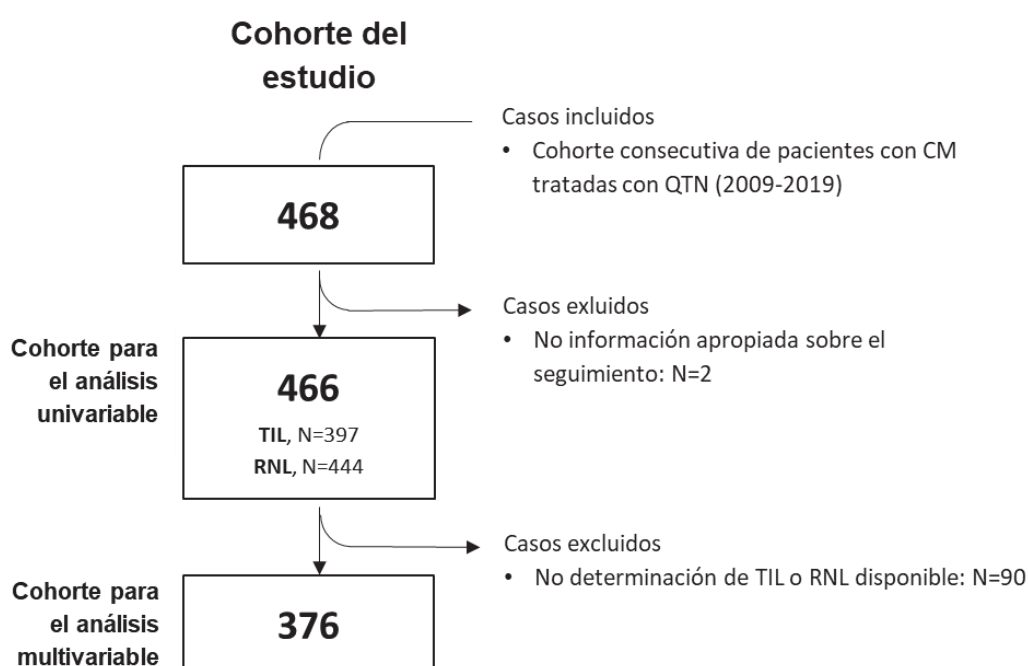 Cohorte del
estudio
Casos incluidos
• Cohorte consecutiva de pacientes con CM
tratadas con QTN (2009-2019)
468
Casos exluidos
• No información apropiada sobre el
seguimiento: N=2
Cohorte para
el análisis
univariable
466
TIL, N=397
RNL, N=444
Casos excluidos
• No determinación de TIL o RNL disponible: N=90
Cohorte para
el análisis
multivariable
376